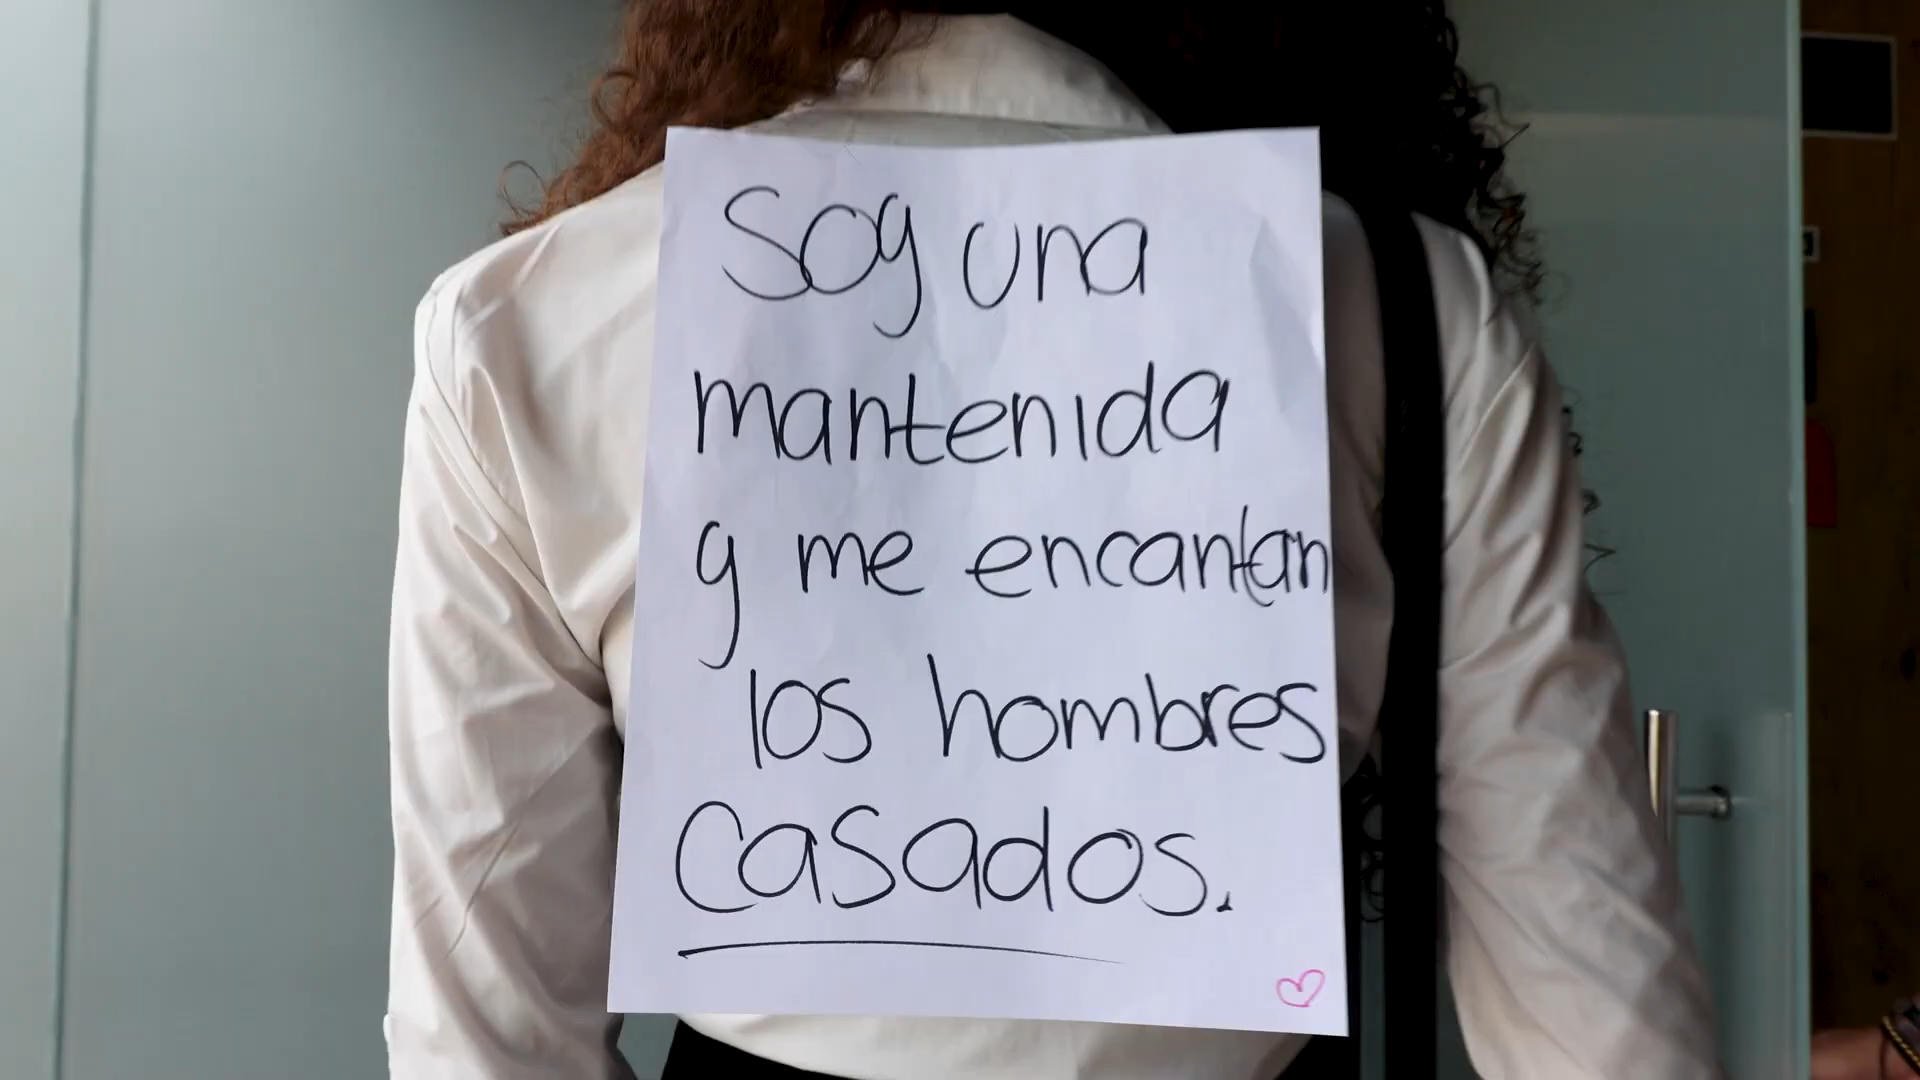 Soy una
mantenida
y me encantan
los hombres
casados.